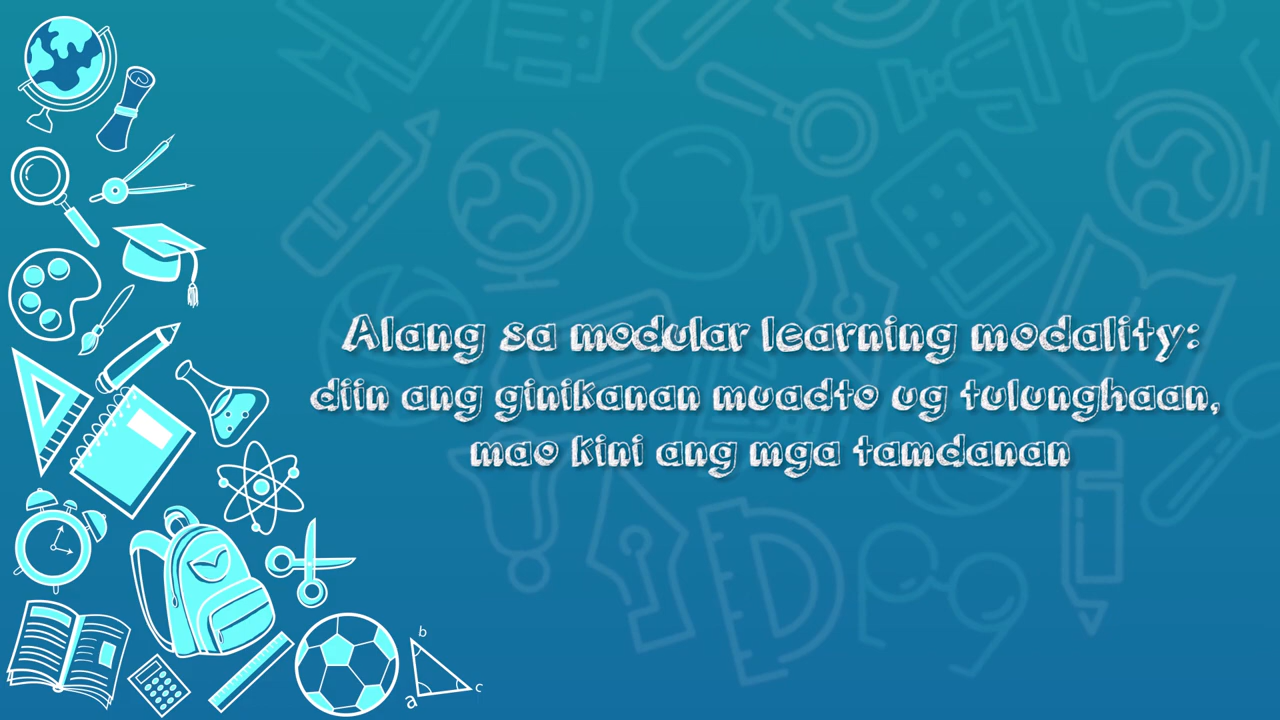 Alang sa modular learning modality:
diin ang ginikanan muadto ug tulunghaan,
mao kini ang mga tamdanan
b
a
c